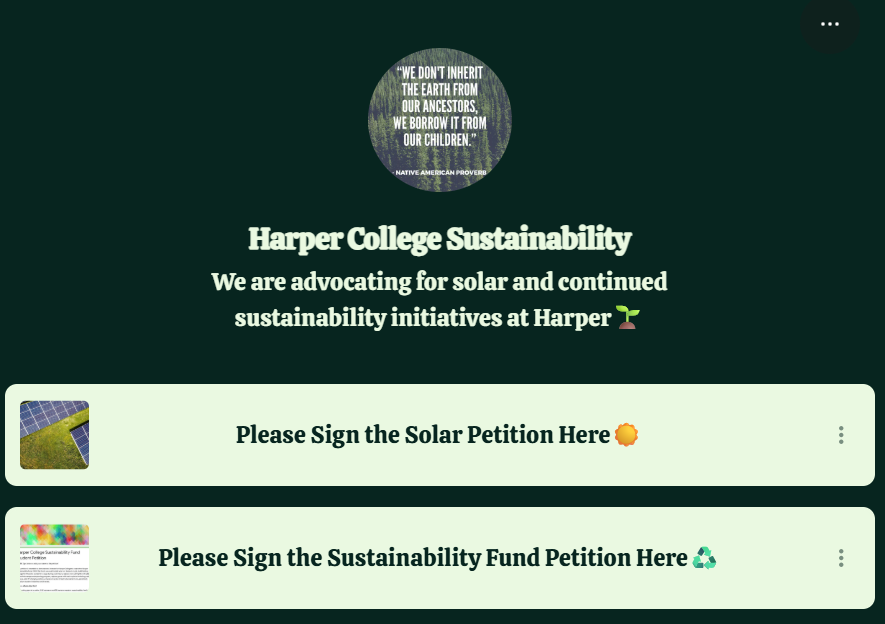 “WE DON'T INHERIT
THE EARTH FROM
OUR ANCESTORS,
WE BORROW IT FROM
OUR CHILDREN.”
- NATIVE AMERICAN PROVERB
Harper College Sustainability
We are advocating for solar and continued
sustainability initiatives at Harper 🌱
Please Sign the Solar Petition Here 🌞
Please Sign the Sustainability Fund Petition Here ♻️
arper College Sustainability Fund
udent Petition